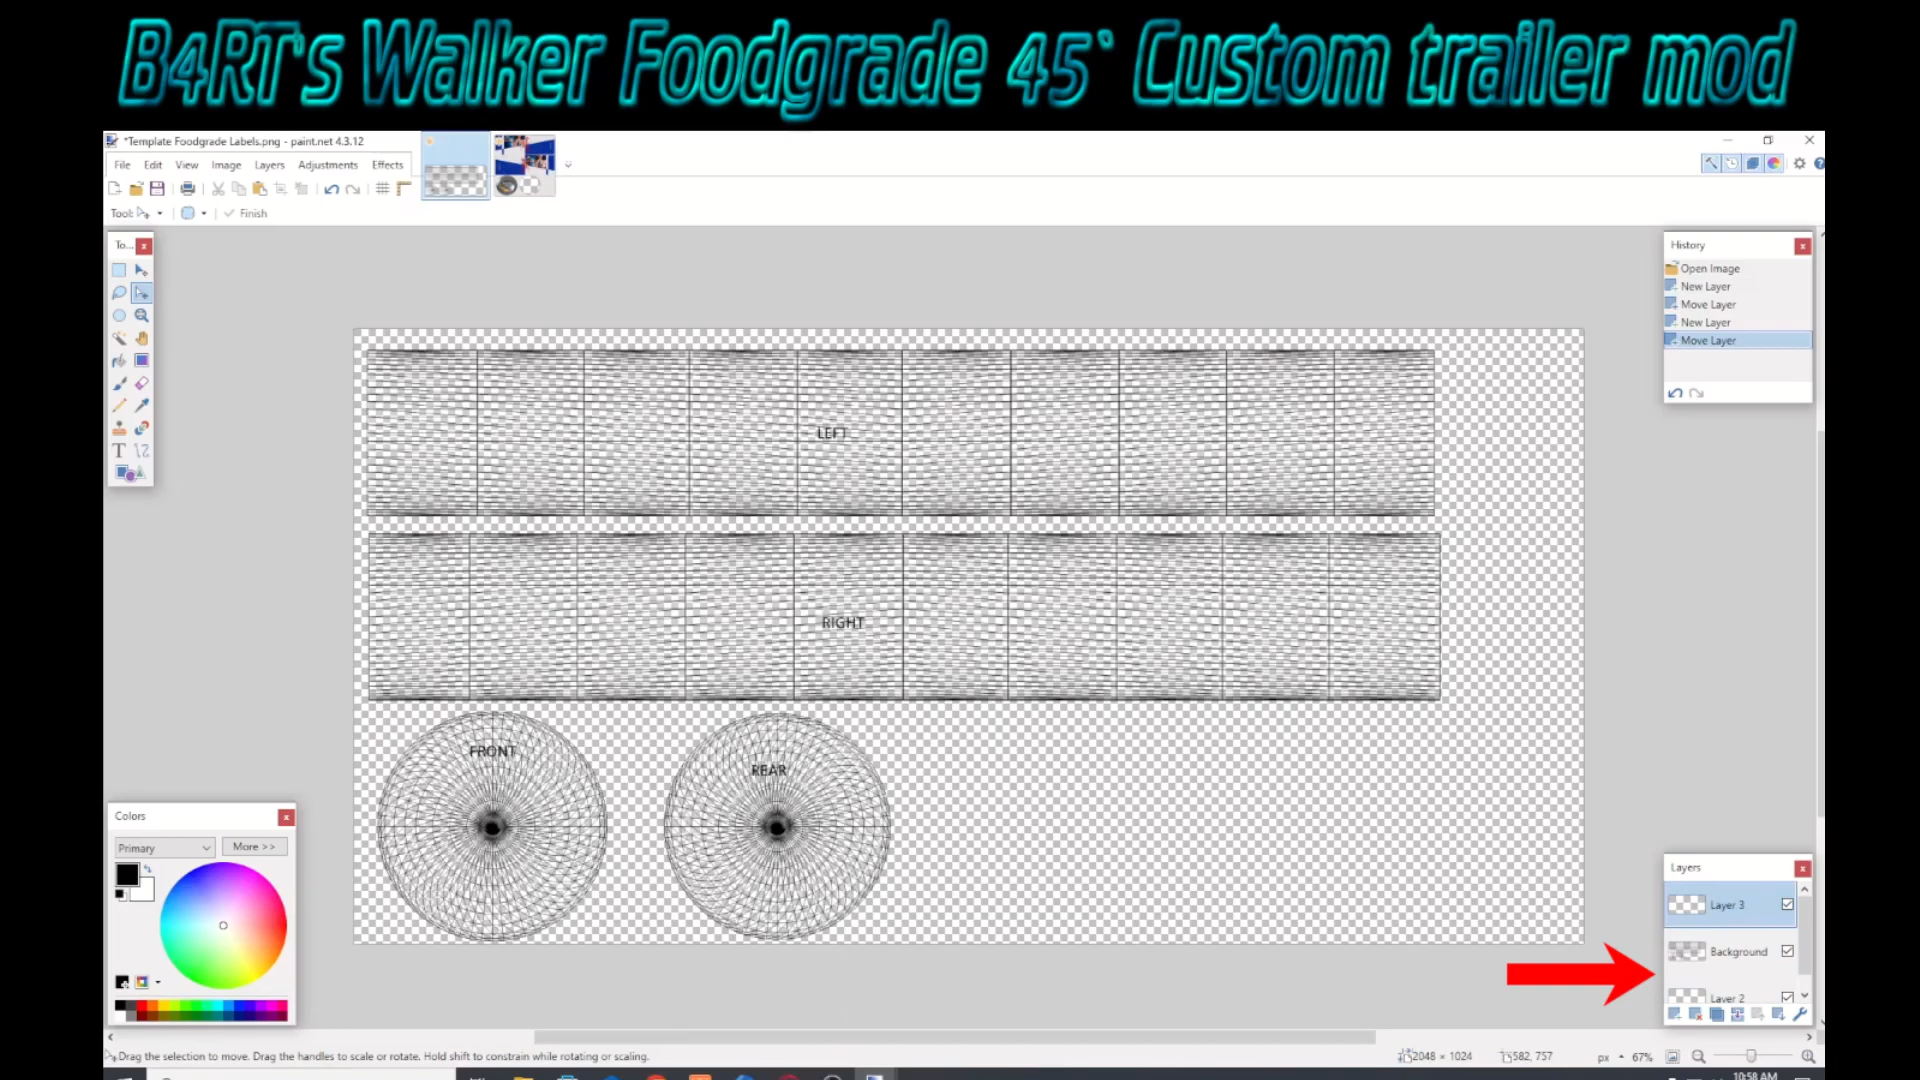 B4RT's Walker Foodgrade 45` Custom trailer mod
*Template Foodgrade Labels.png - paint.net 4.3.12
File Edit View Image Layers Adjustments Effects
Tool: Finish
To...
History
Open Image
New Layer
Move Layer
New Layer
Move Layer
LEFT
RIGHT
FRONT
REAR
Colors
Primary More >>
Layers
Layer 3
Background
Layer 2
Drag the selection to move. Drag the handles to scale or rotate. Hold shift to constrain while rotating or scaling.
2048 × 1024 582, 757 px 67%
10:58 AM